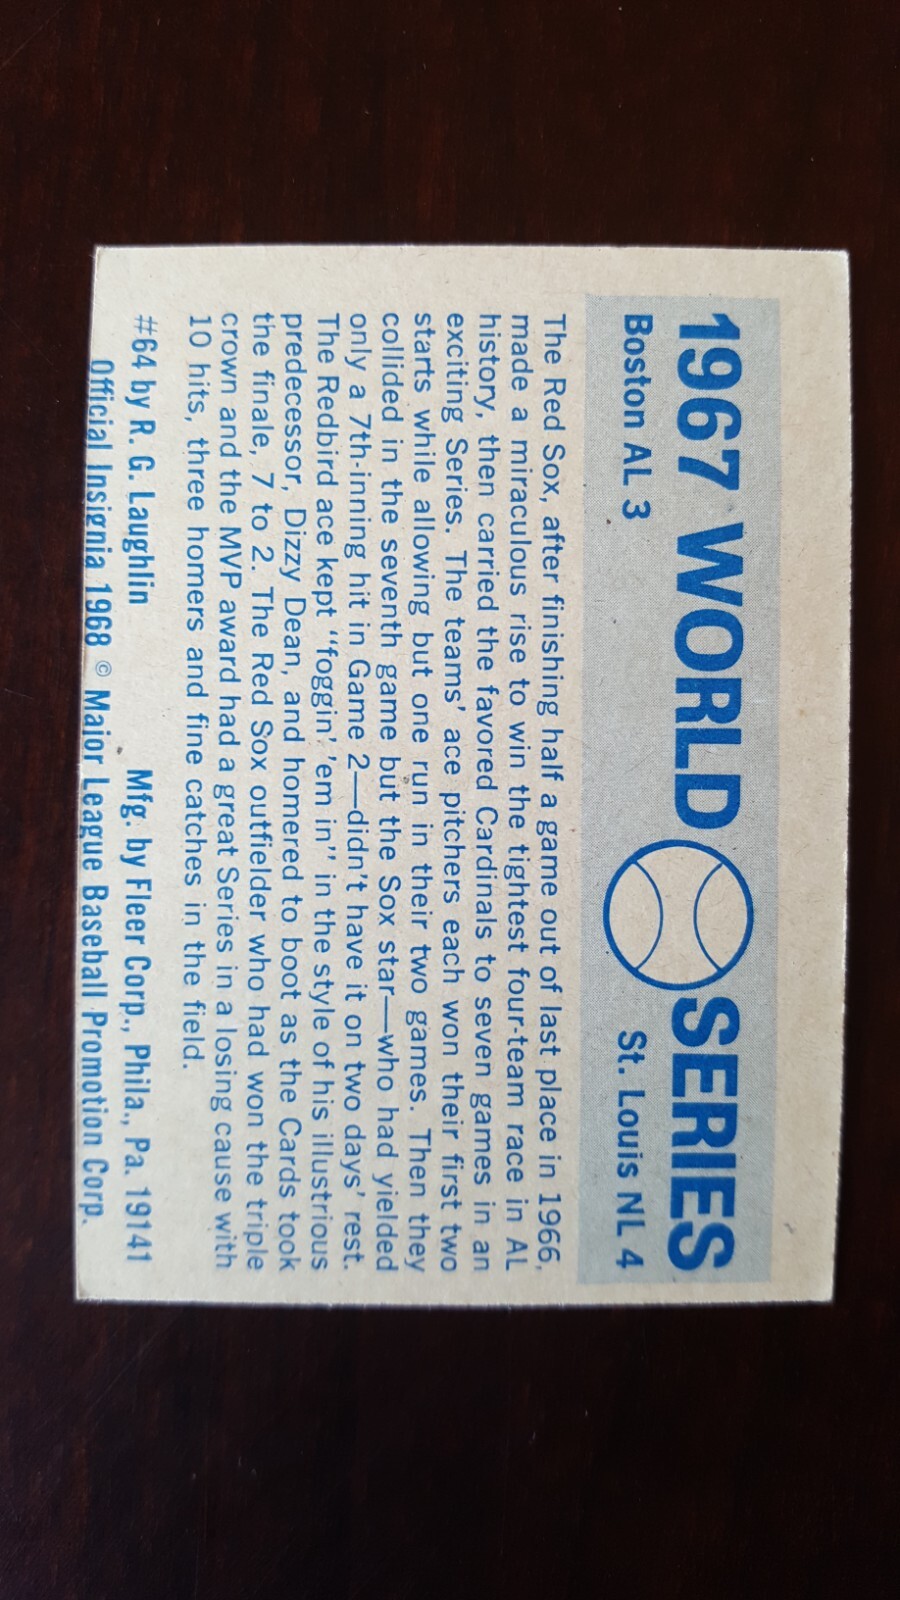 1967 WORLD SERIES
Boston AL 3 St. Louis NL 4
The Red Sox, after finishing half a game out of last place in 1966,
made a miraculous rise to win the tightest four-team race in AL
history, then carried the favored Cardinals to seven games in an
exciting Series. The teams' ace pitchers each won their first two
starts while allowing but one run in their two games. Then they
collided in the seventh game but the Sox star—who had yielded
only a 7th-inning hit in Game 2—didn't have it on two days' rest.
The Redbird ace kept "foggin' 'em in" in the style of his illustrious
predecessor, Dizzy Dean, and homered to boot as the Cards took
the finale, 7 to 2. The Red Sox outfielder who had won the triple
crown and the MVP award had a great Series in a losing cause with
10 hits, three homers and fine catches in the field.
#64 by R. G. Laughlin Mfg. by Fleer Corp., Phila., Pa. 19141
Official Insignia 1968 © Major League Baseball Promotion Corp.